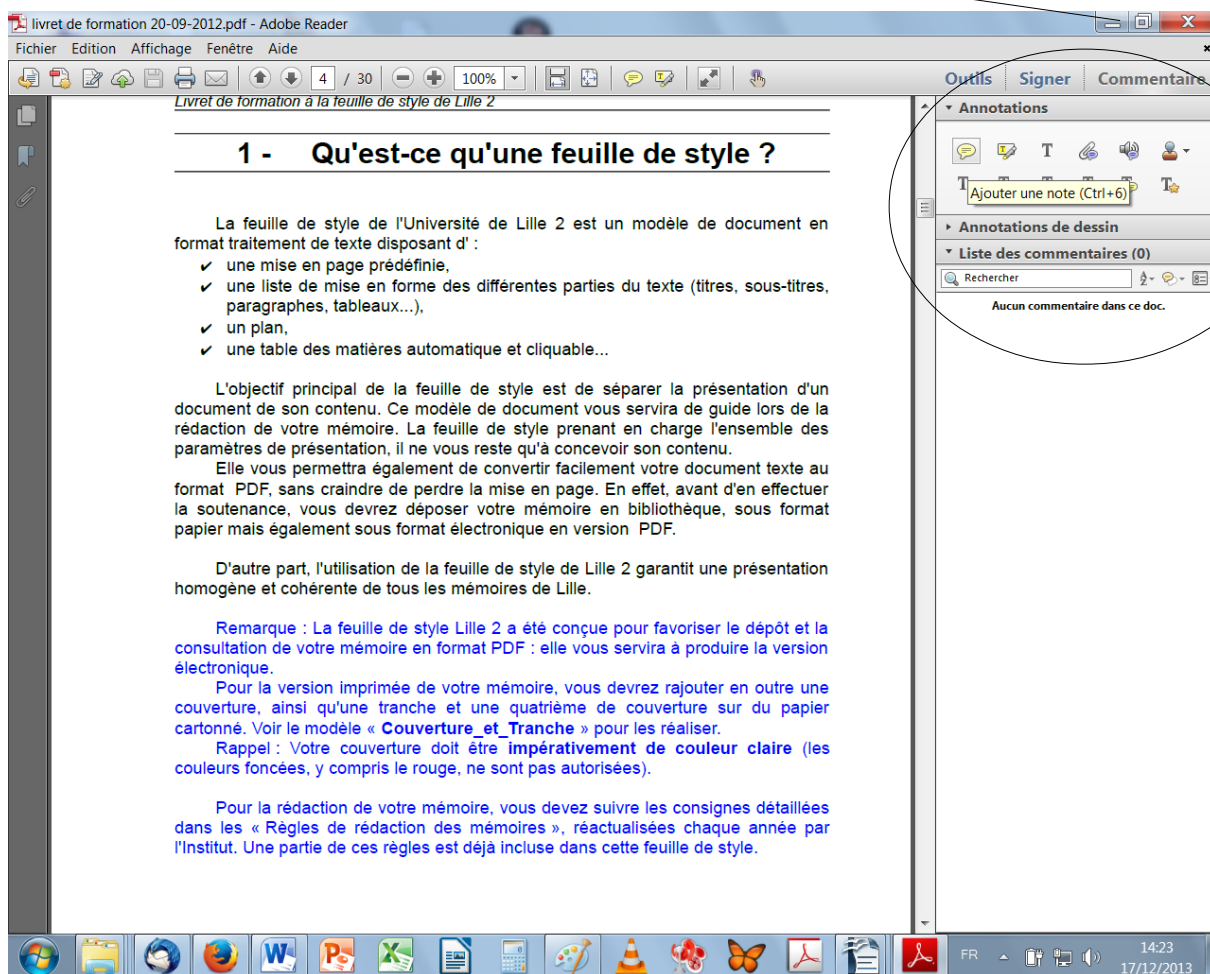 livret de formation 20-09-2012.pdf - Adobe Reader
Fichier Edition Affichage Fenêtre Aide
4 / 30 100% Outils Signer Commentaire
Livret de formation à la feuille de style de Lille 2
1 - Qu'est-ce qu'une feuille de style ?
La feuille de style de l'Université de Lille 2 est un modèle de document en
format traitement de texte disposant d' :
✔ une mise en page prédéfinie,
✔ une liste de mise en forme des différentes parties du texte (titres, sous-titres,
paragraphes, tableaux...),
✔ un plan,
✔ une table des matières automatique et cliquable...
L'objectif principal de la feuille de style est de séparer la présentation d'un
document de son contenu. Ce modèle de document vous servira de guide lors de la
rédaction de votre mémoire. La feuille de style prenant en charge l'ensemble des
paramètres de présentation, il ne vous reste qu'à concevoir son contenu.
Elle vous permettra également de convertir facilement votre document texte au
format PDF, sans craindre de perdre la mise en page. En effet, avant d'en effectuer
la soutenance, vous devrez déposer votre mémoire en bibliothèque, sous format
papier mais également sous format électronique en version PDF.
D'autre part, l'utilisation de la feuille de style de Lille 2 garantit une présentation
homogène et cohérente de tous les mémoires de Lille.
Remarque : La feuille de style Lille 2 a été conçue pour favoriser le dépôt et la
consultation de votre mémoire en format PDF : elle vous servira à produire la version
électronique.
Pour la version imprimée de votre mémoire, vous devrez rajouter en outre une
couverture, ainsi qu'une tranche et une quatrième de couverture sur du papier
cartonné. Voir le modèle « Couverture_et_Tranche » pour les réaliser.
Rappel : Votre couverture doit être impérativement de couleur claire (les
couleurs foncées, y compris le rouge, ne sont pas autorisées).
Pour la rédaction de votre mémoire, vous devez suivre les consignes détaillées
dans les « Règles de rédaction des mémoires », réactualisées chaque année par
l'Institut. Une partie de ces règles est déjà incluse dans cette feuille de style.
Annotations
Ajouter une note (Ctrl+6)
Annotations de dessin
Liste des commentaires (0)
Rechercher
Aucun commentaire dans ce doc.
FR
14:23
17/12/2013